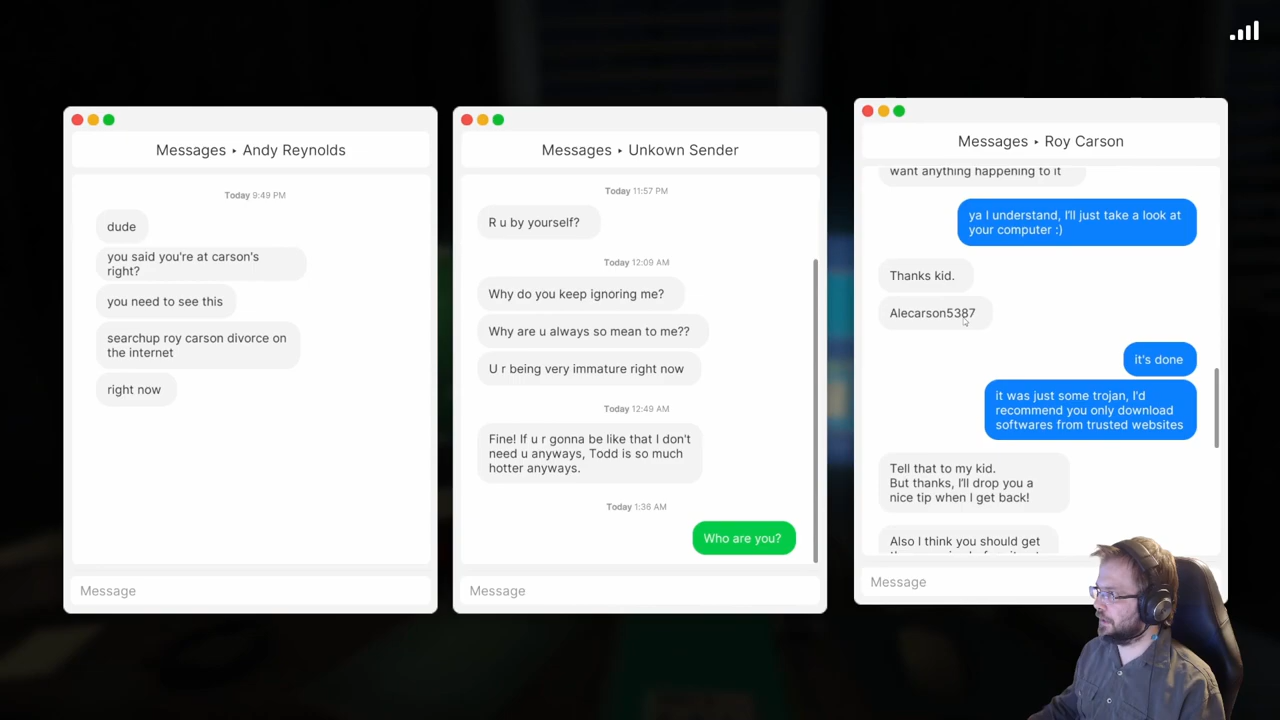 Messages ▸ Andy Reynolds
Today 9:49 PM
dude
you said you're at carson's
right?
you need to see this
searchup roy carson divorce on
the internet
right now
Message
Messages ▸ Unkown Sender
Today 11:57 PM
R u by yourself?
Today 12:09 AM
Why do you keep ignoring me?
Why are u always so mean to me??
U r being very immature right now
Today 12:49 AM
Fine! If u r gonna be like that I don't
need u anyways, Todd is so much
hotter anyways.
Today 1:36 AM
Who are you?
Message
Messages ▸ Roy Carson
want anything happening to it
ya I understand, I'll just take a look at
your computer :)
Thanks kid.
Alecarson5387
it's done
it was just some trojan, I'd
recommend you only download
softwares from trusted websites
Tell that to my kid.
But thanks, I'll drop you a
nice tip when I get back!
Also I think you should get
Message